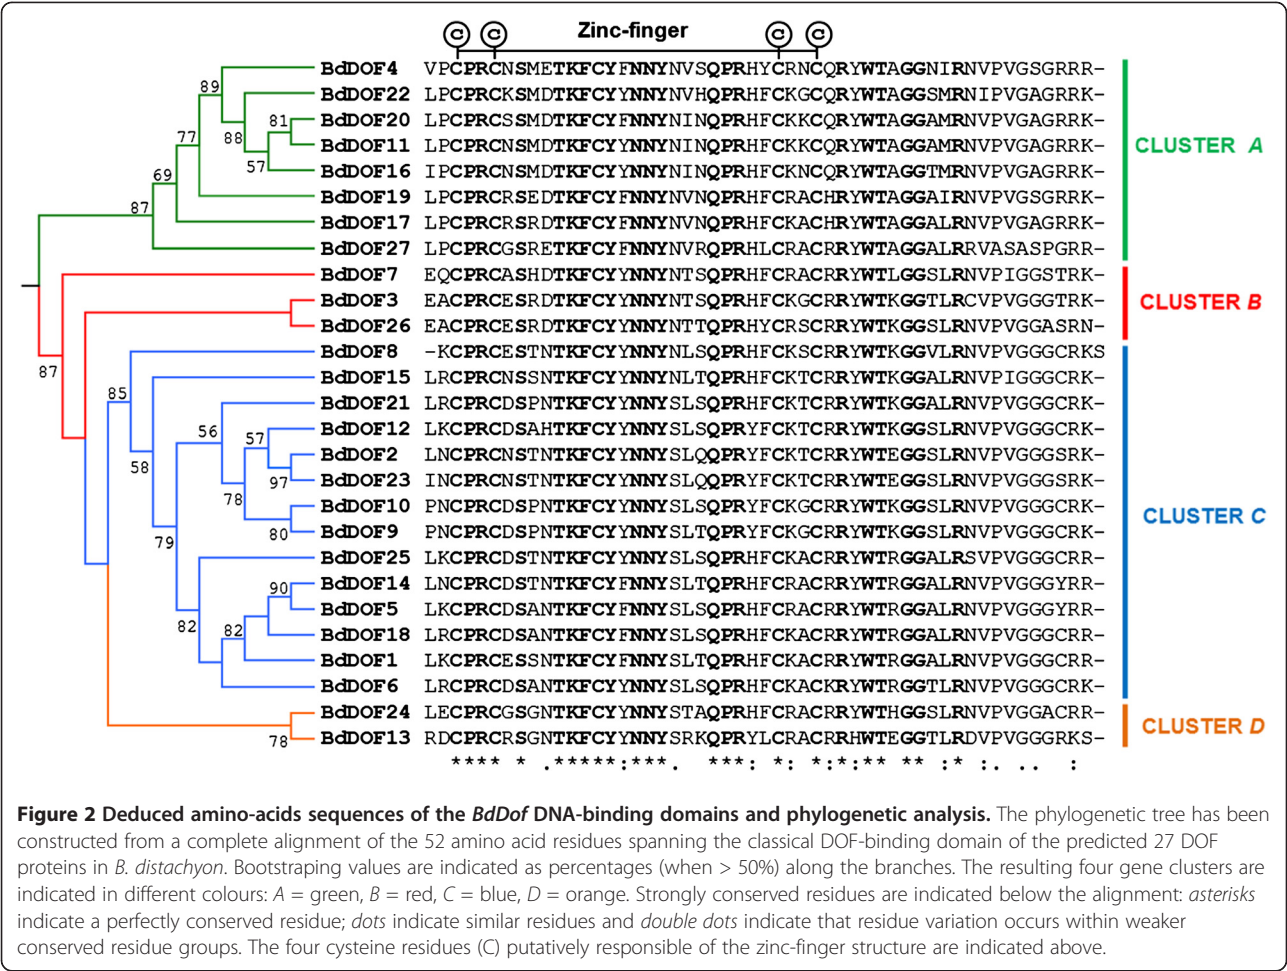 C C Zinc-finger C C
BdDOF4 VPCPRCNSMETKFCYFNNYNVSQPRHYCRNCQRYWTAGGNIRNVPVGSGRRR-
89 BdDOF22 LPCPRCKSMDTKFCYYNNYNVHQPRHFCKGCQRYWTAGGSMRNIPVGAGRRK-
81 BdDOF20 LPCPRCSSMDTKFCYYNNYNINQPRHFCKKCQRYWTAGGAMRNVPVGAGRRK-
77 88 BdDOF11 LPCPRCNSMDTKFCYYNNYNINQPRHFCKKCQRYWTAGGAMRNVPVGAGRRK-
CLUSTER A
57 BdDOF16 IPCPRCNSMDTKFCYYNNYNINQPRHFCKNCQRYWTAGGTMRNVPVGAGRRK-
69 BdDOF19 LPCPRCRSEDTKFCYFNNYNVNQPRHFCRACHRYWTAGGAIRNVPVGSGRRK-
87 BdDOF17 LPCPRCRSRDTKFCYFNNYNVNQPRHFCKACHRYWTAGGALRNVPVGAGRRK-
BdDOF27 LPCPRCGSRETKFCYFNNYNVRQPRHLCRACRRYWTAGGALRRVASASPGRR-
BdDOF7 EQCPRCASHDTKFCYYNNYNTSQPRHFCRACRRYWTLGGSLRNVPIGGSTRK-
BdDOF3 EACPRCESRDTKFCYYNNYNTSQPRHFCKGCRRYWTKGGTLRCVPVGGGTRK-
CLUSTER B
BdDOF26 EACPRCESRDTKFCYYNNYNTTQPRHYCRSCRRYWTKGGSLRNVPVGGASRN-
BdDOF8 -KCPRCESTNTKFCYYNNYNLSQPRHFCKSCRRYWTKGGVLRNVPVGGGCRKS
87
85 BdDOF15 LRCPRCNSSNTKFCYYNNYNLTQPRHFCKTCRRYWTKGGALRNVPIGGGCRK-
BdDOF21 LRCPRCDSPNTKFCYYNNYSLSQPRHFCKTCRRYWTKGGALRNVPVGGGCRK-
56 57 BdDOF12 LKCPRCDSAHTKFCYYNNYSLSQPRYFCKTCRRYWTKGGALRNVPVGGGCRK-
58 BdDOF2 LNCPRCNSTNTKFCYYNNYSLQQPRYFCKTCRRYWTEGGSLRNVPVGGGSRK-
97 BdDOF23 INCPRCNSTNTKFCYYNNYSLQQPRYFCKTCRRYWTEGGSLRNVPVGGGSRK-
78 BdDOF10 PNCPRCDSPNTKFCYYNNYSLSQPRYFCKGCRRYWTKGGSLRNVPVGGGCRK-
CLUSTER C
80 BdDOF9 PNCPRCDSPNTKFCYYNNYSLTQPRYFCKGCRRYWTKGGSLRNVPVGGGCRK-
79 BdDOF25 LKCPRCDSTNTKFCYYNNYSLSQPRHFCKACRRYWTRGGALRSVPVGGGCRR-
90 BdDOF14 LNCPRCDSTNTKFCYFNNYSLTQPRHFCRACRRYWTRGGALRNVPVGGGYRR-
BdDOF5 LKCPRCDSANTKFCYFNNYSLSQPRHFCRACRRYWTRGGALRNVPVGGGYRR-
82 82 BdDOF18 LRCPRCDSANTKFCYFNNYSLSQPRHFCKACRRYWTRGGALRNVPVGGGCRR-
BdDOF1 LKCPRCESSNTKFCYYNNYSLTQPRHFCKACRRYWTRGGALRNVPVGGGCRR-
BdDOF6 LRCPRCDSANTKFCYYNNYSLSQPRHFCKACKRYWTRGGTLRNVPVGGGCRR-
BdDOF24 LECPRCGSGNTKFCYYNNYSTAQPRHFCRACRRYWTHGGSLRNVPVGGACRR-
CLUSTER D
78 BdDOF13 RDCPRCRSGNTKFCYYNNYSRKQPRYLCRACRRHWTEGGTLRDVPVGGGRKS-
**** * .*****:***. ***: *: *:*:** ** :* :. .. :
Figure 2 Deduced amino-acids sequences of the BdDof DNA-binding domains and phylogenetic analysis. The phylogenetic tree has been
constructed from a complete alignment of the 52 amino acid residues spanning the classical DOF-binding domain of the predicted 27 DOF
proteins in B. distachyon. Bootstraping values are indicated as percentages (when > 50%) along the branches. The resulting four gene clusters are
indicated in different colours: A = green, B = red, C = blue, D = orange. Strongly conserved residues are indicated below the alignment: asterisks
indicate a perfectly conserved residue; dots indicate similar residues and double dots indicate that residue variation occurs within weaker
conserved residue groups. The four cysteine residues (C) putatively responsible of the zinc-finger structure are indicated above.